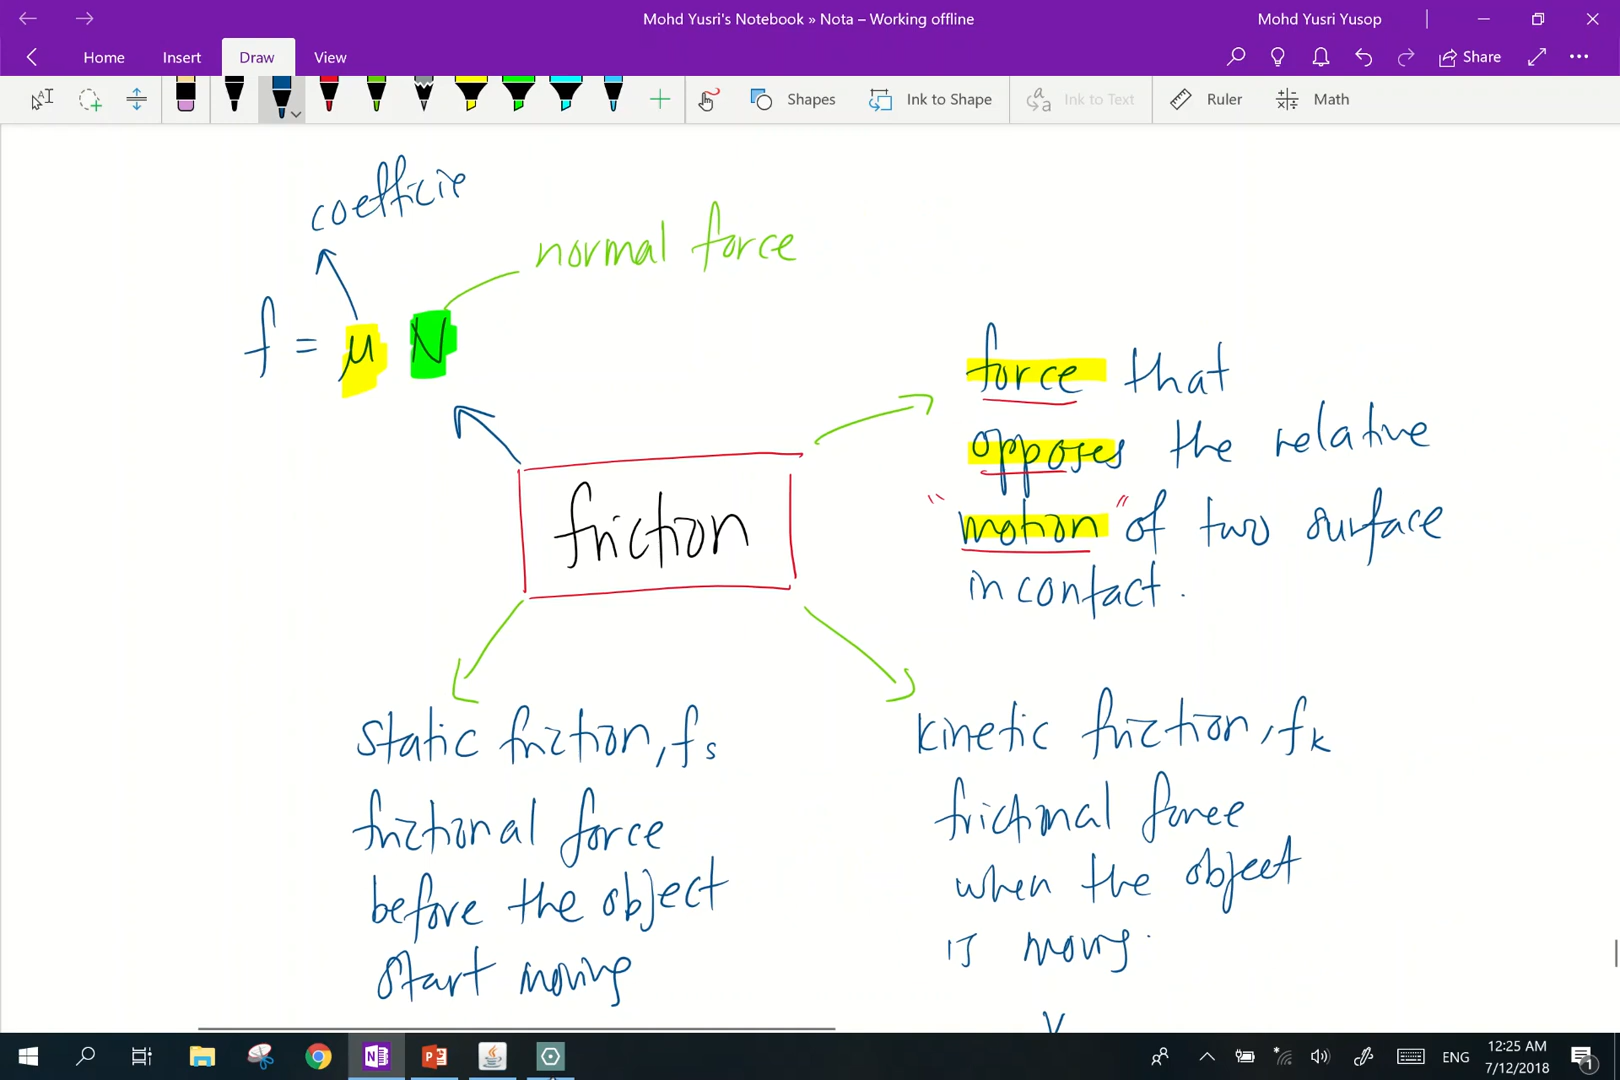 Mohd Yusri's Notebook » Nota – Working offline
Mohd Yusri Yusop
Home Insert Draw View
Share
Shapes Ink to Shape Ink to Text Ruler Math
coefficie
normal force
f = μ N
force that
opposes the relative
"motion" of two surface
in contact.
friction
static friction, fs
frictional force
before the object
start moving
kinetic friction, fk
frictional force
when the object
is moving.
ENG
12:25 AM
7/12/2018
1